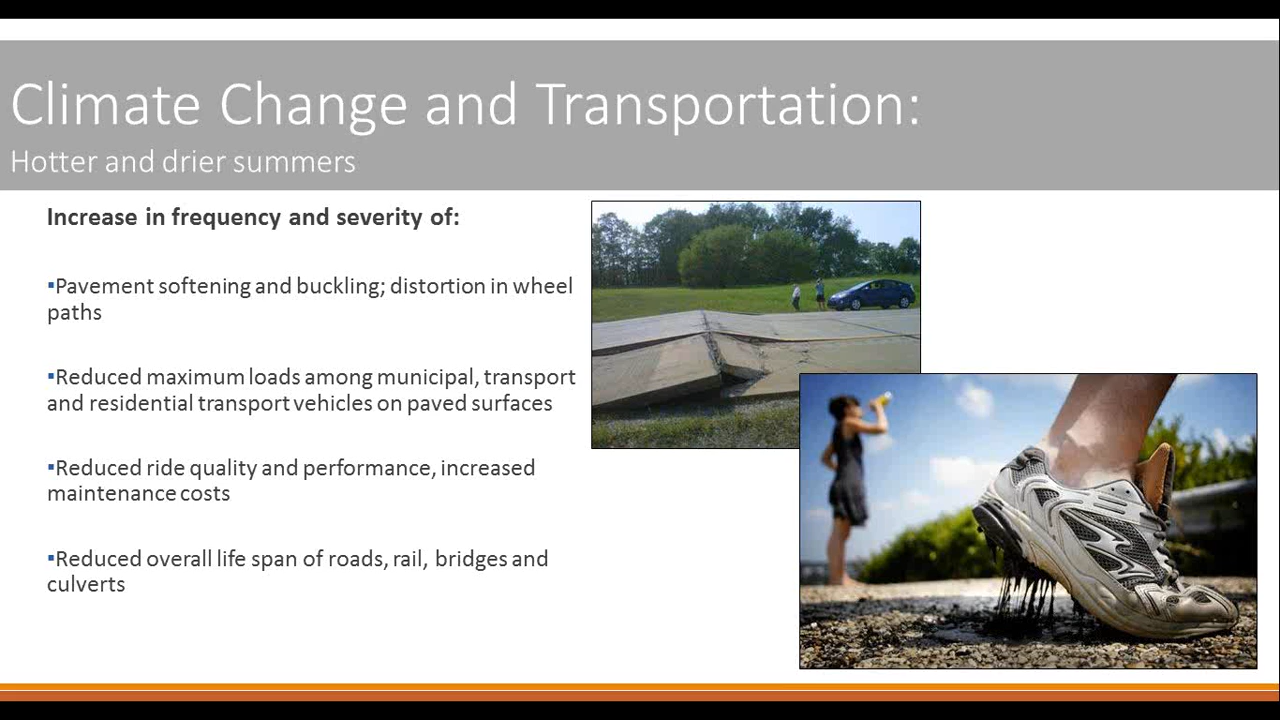 Climate Change and Transportation:
Hotter and drier summers
Increase in frequency and severity of:
▪Pavement softening and buckling; distortion in wheel
paths
▪Reduced maximum loads among municipal, transport
and residential transport vehicles on paved surfaces
▪Reduced ride quality and performance, increased
maintenance costs
▪Reduced overall life span of roads, rail, bridges and
culverts